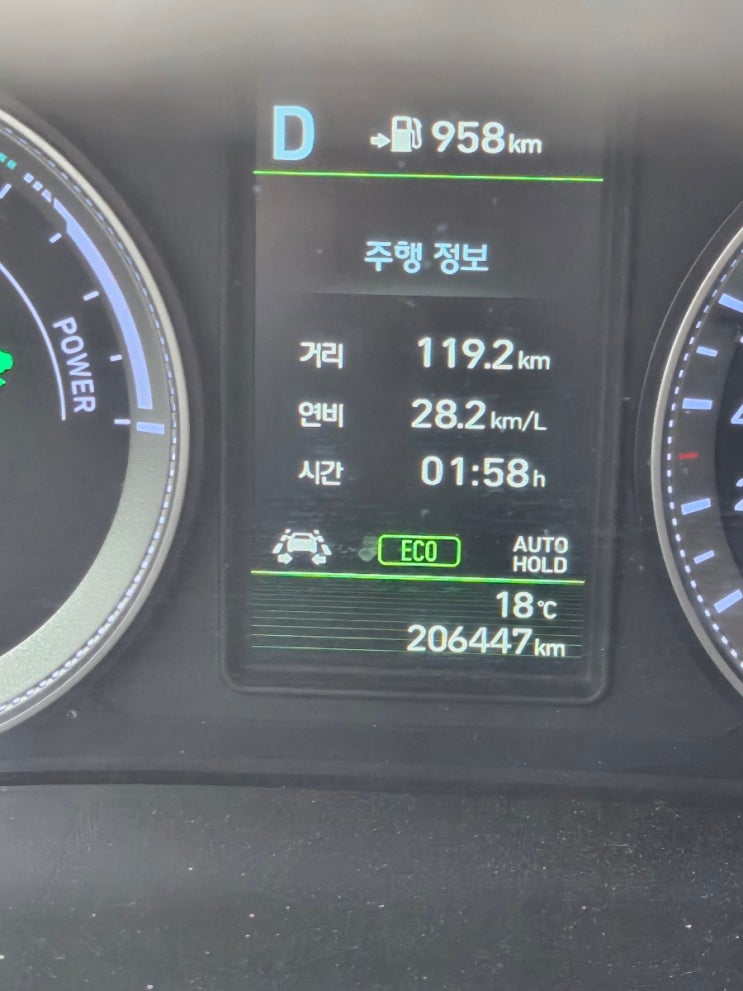 D 958km
주행 정보
POWER
거리 119.2km
연비 28.2km/L
시간 01:58h
ECO AUTO HOLD
18℃
206447km